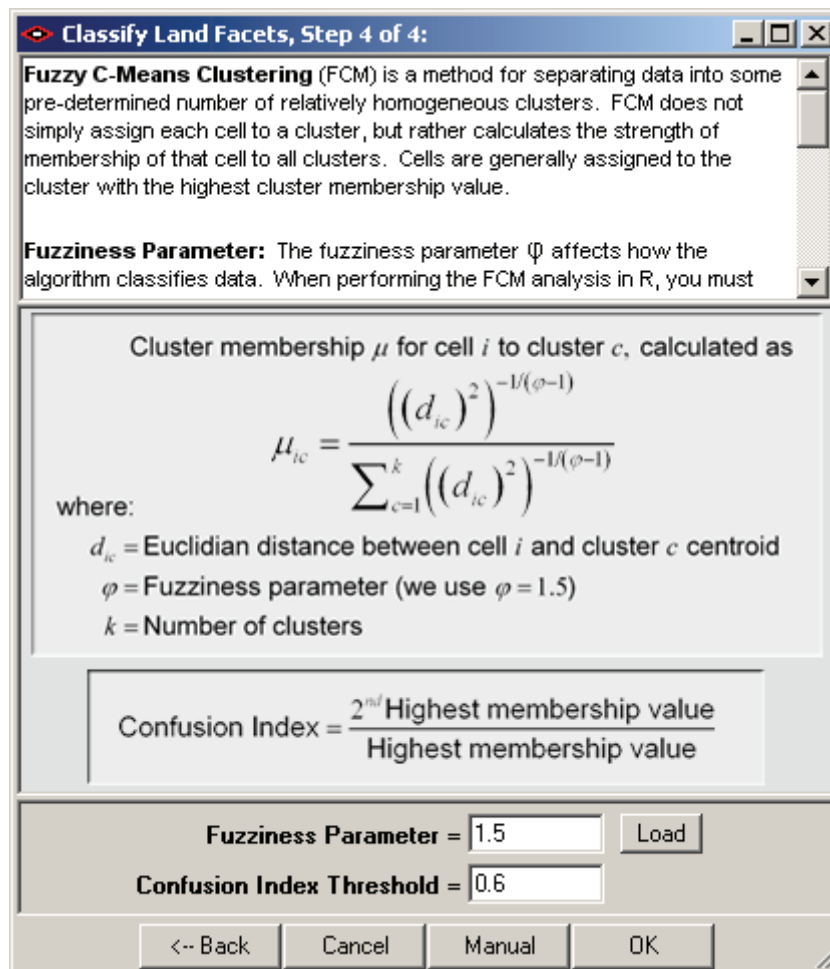 Classify Land Facets, Step 4 of 4:
Fuzzy C-Means Clustering (FCM) is a method for separating data into some
pre-determined number of relatively homogeneous clusters. FCM does not
simply assign each cell to a cluster, but rather calculates the strength of
membership of that cell to all clusters. Cells are generally assigned to the
cluster with the highest cluster membership value.
Fuzziness Parameter: The fuzziness parameter φ affects how the
algorithm classifies data. When performing the FCM analysis in R, you must
Cluster membership μ for cell i to cluster c, calculated as
μ_ic = ((d_ic)^2)^(-1/(φ-1)) / ∑_{c=1}^{k} ((d_ic)^2)^(-1/(φ-1))
where:
d_ic = Euclidian distance between cell i and cluster c centroid
φ = Fuzziness parameter (we use φ = 1.5)
k = Number of clusters
Confusion Index = 2nd Highest membership value / Highest membership value
Fuzziness Parameter = 1.5 Load
Confusion Index Threshold = 0.6
<-- Back Cancel Manual OK